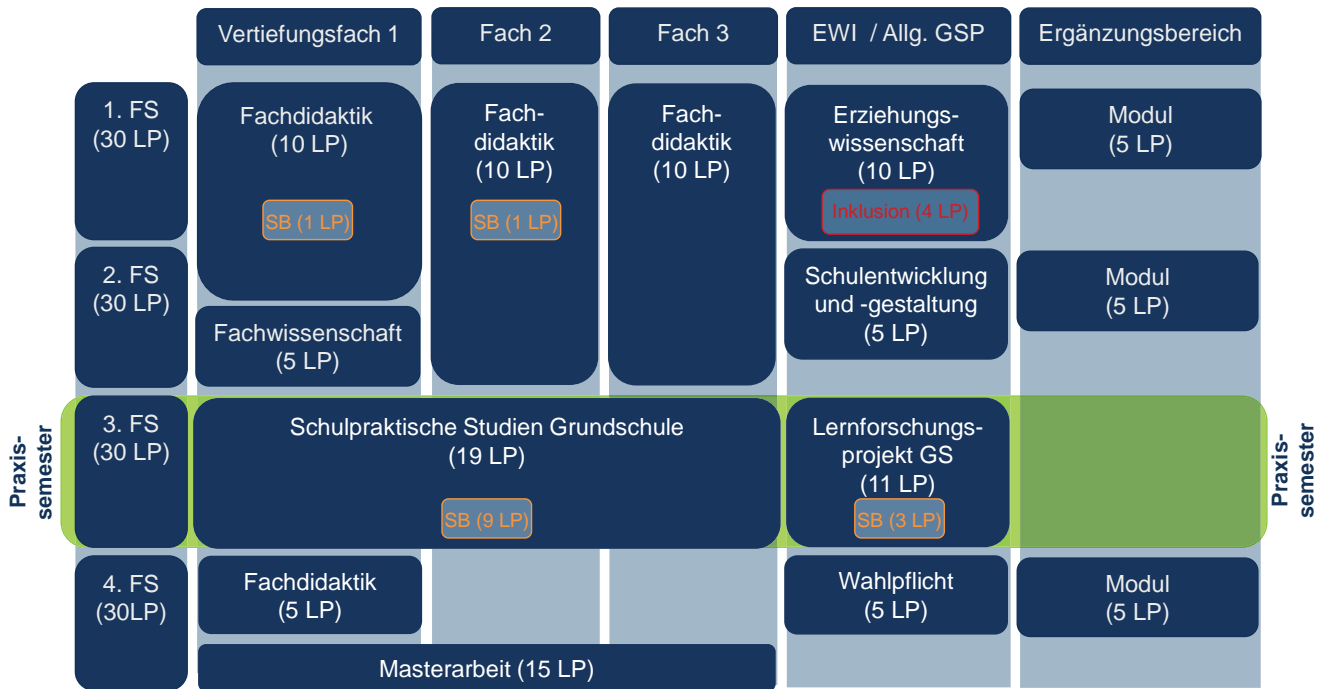 Vertiefungsfach 1
Fach 2
Fach 3
EWI / Allg. GSP
Ergänzungsbereich
1. FS
(30 LP)
Fachdidaktik
(10 LP)
SB (1 LP)
Fach-
didaktik
(10 LP)
SB (1 LP)
Fach-
didaktik
(10 LP)
Erziehungs-
wissenschaft
(10 LP)
Inklusion (4 LP)
Modul
(5 LP)
2. FS
(30 LP)
Fachwissenschaft
(5 LP)
Schulentwicklung
und -gestaltung
(5 LP)
Modul
(5 LP)
Praxis-
semester
3. FS
(30 LP)
Schulpraktische Studien Grundschule
(19 LP)
SB (9 LP)
Lernforschungs-
projekt GS
(11 LP)
SB (3 LP)
Praxis-
semester
4. FS
(30LP)
Fachdidaktik
(5 LP)
Wahlpflicht
(5 LP)
Modul
(5 LP)
Masterarbeit (15 LP)